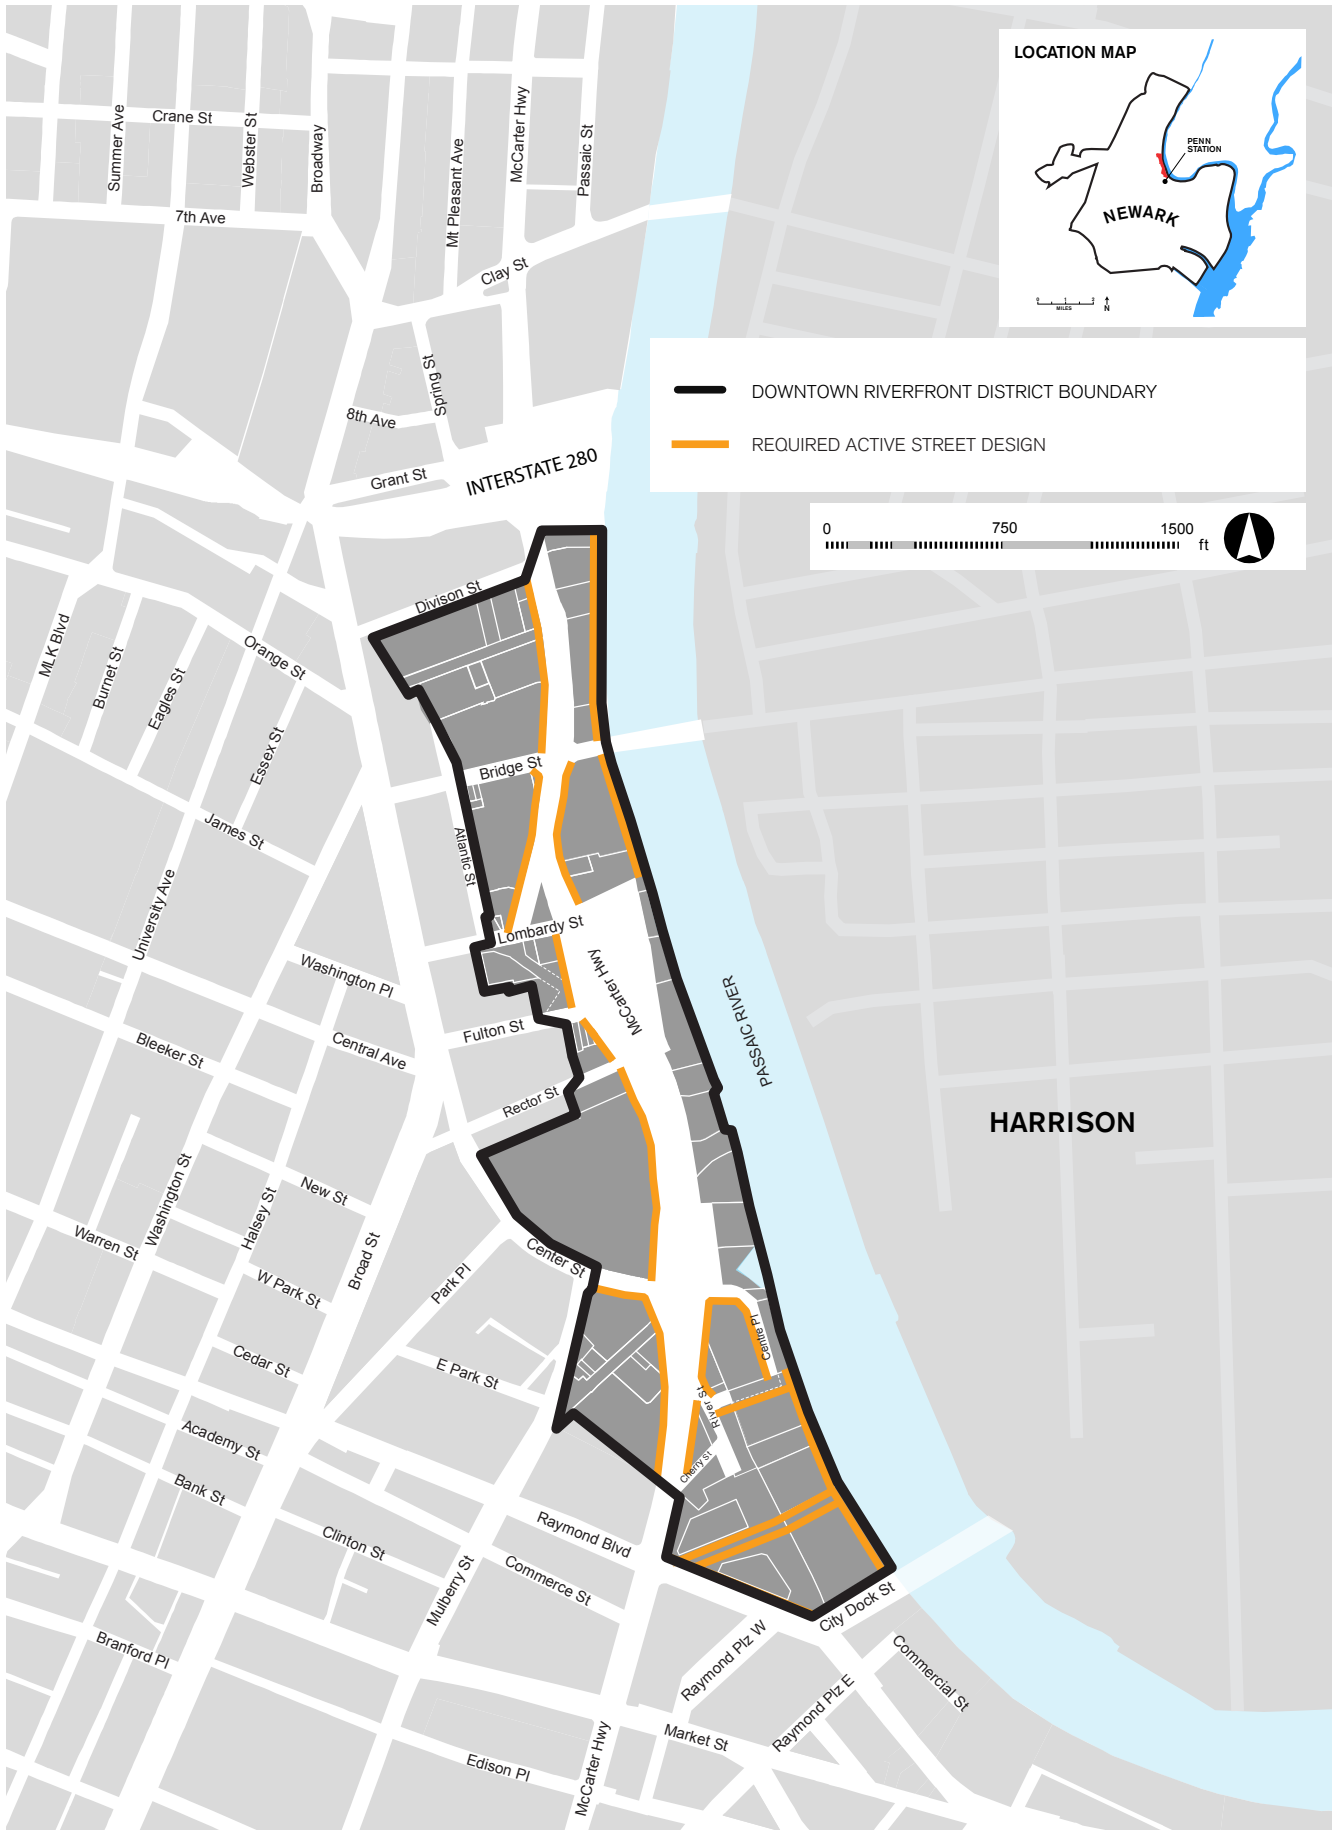 LOCATION MAP
PENN
STATION
NEWARK
0 1 2
MILES
N
DOWNTOWN RIVERFRONT DISTRICT BOUNDARY
REQUIRED ACTIVE STREET DESIGN
0 750 1500
ft
Crane St
Summer Ave
Webster St
Broadway
Mt Pleasant Ave
McCarter Hwy
Passaic St
7th Ave
Clay St
Spring St
8th Ave
Grant St
INTERSTATE 280
Divison St
MLK Blvd
Burnet St
Eagles St
Orange St
Essex St
Bridge St
James St
Atlantic St
University Ave
Lombardy St
McCarter Hwy
Washington Pl
PASSAIC RIVER
Fulton St
Bleeker St
Central Ave
Rector St
HARRISON
Washington St
Halsey St
New St
Warren St
Broad St
Center St
W Park St
Park Pl
Centre Pl
Cedar St
E Park St
River St
Academy St
Cherry St
Bank St
Clinton St
Raymond Blvd
Mulberry St
Commerce St
City Dock St
Branford Pl
Raymond Plz W
Commercial St
Raymond Plz E
Market St
McCarter Hwy
Edison Pl